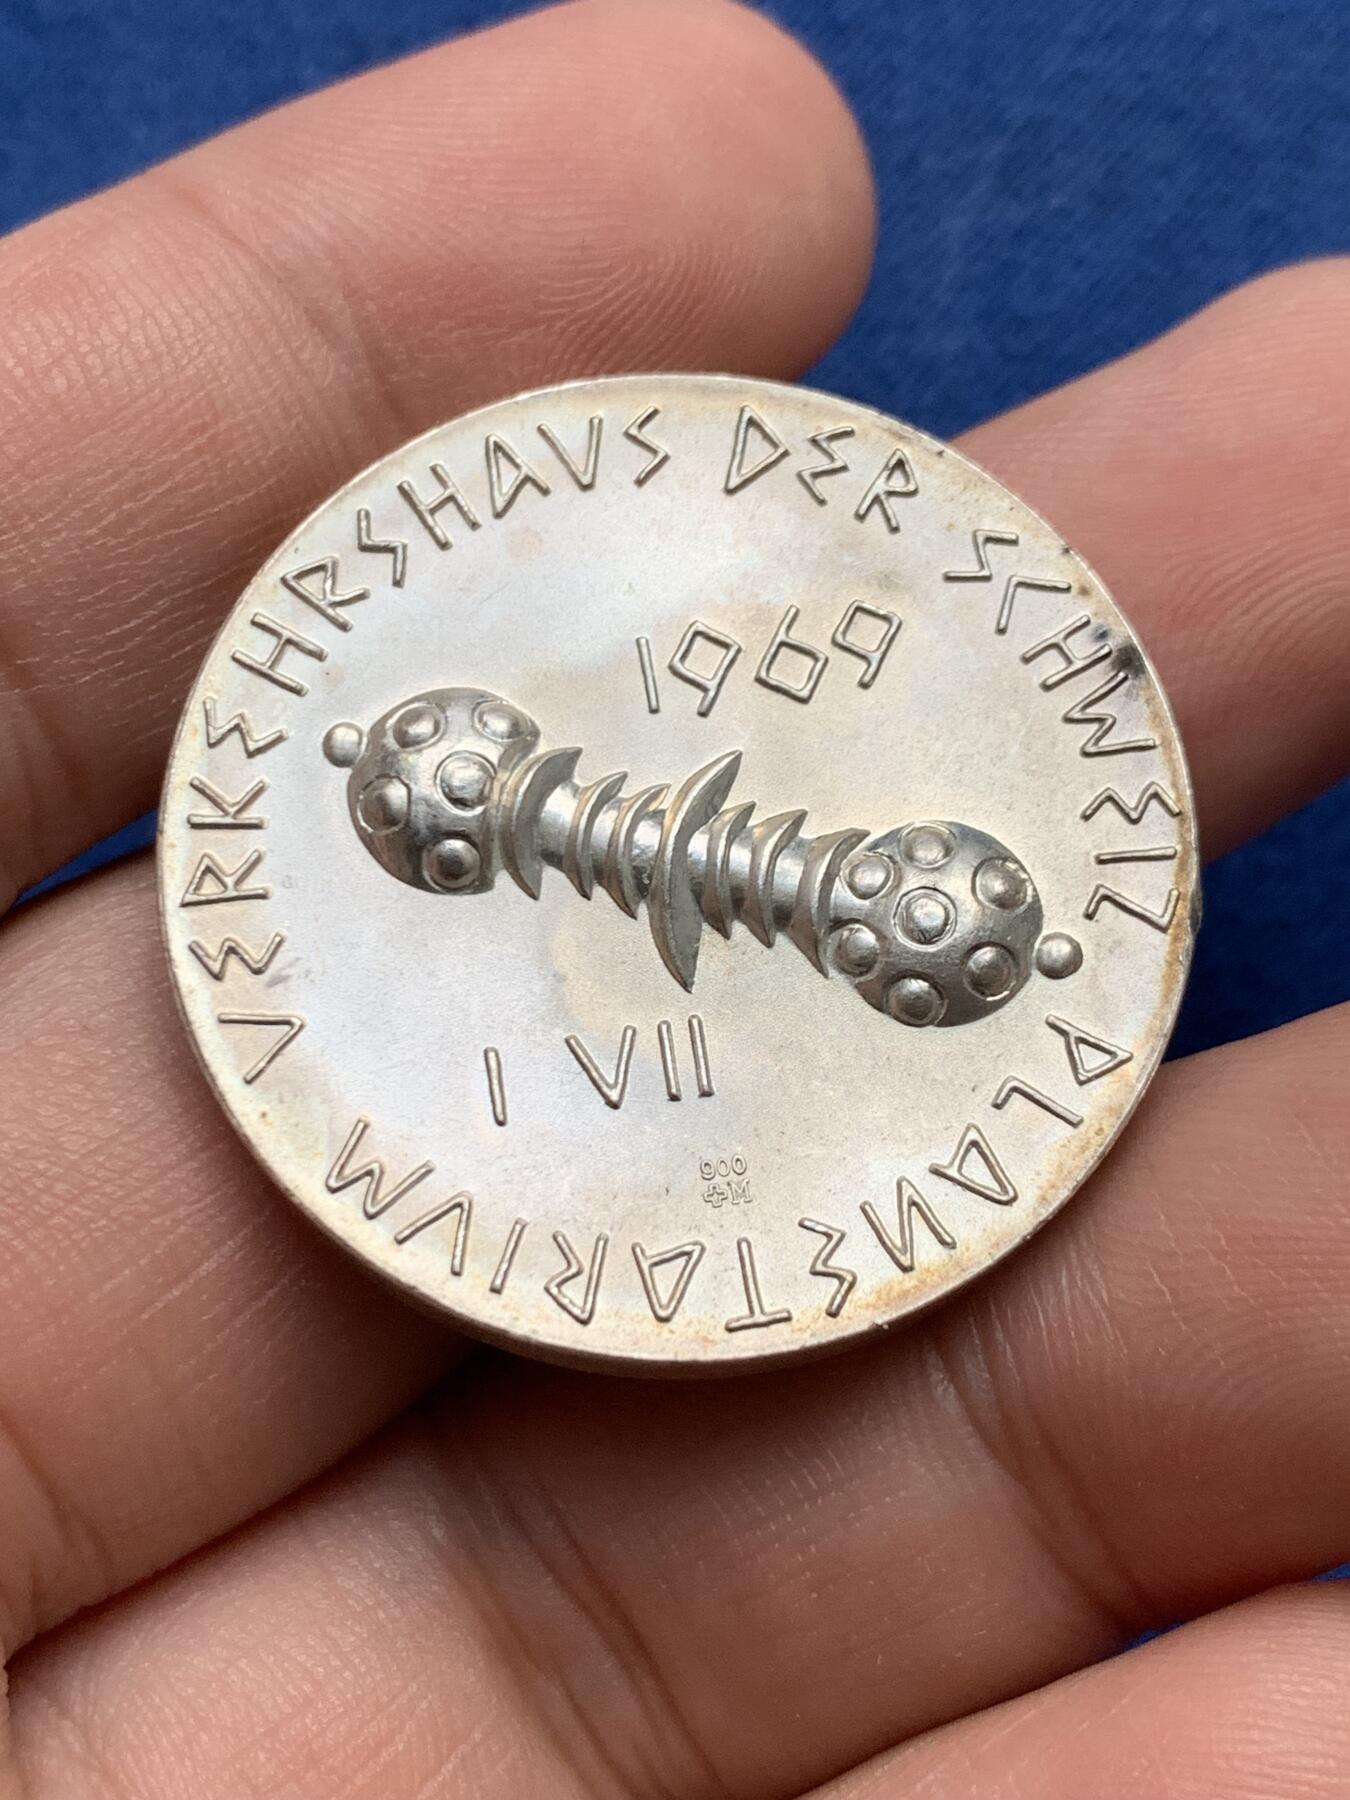 VERKEHRSHAVS DER SCHWEIZ PLANETARIVM
1969
I VII
900
+M